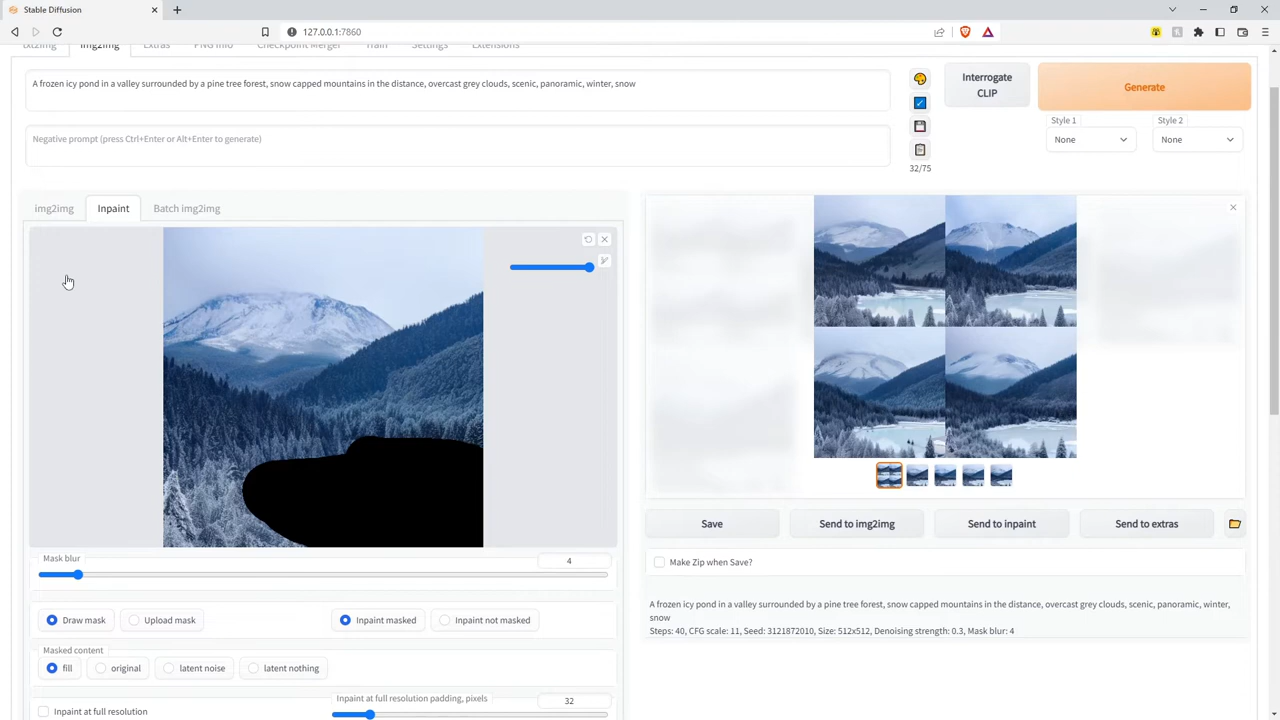 Stable Diffusion
127.0.0.1:7860
txt2img img2img Extras PNG Info Checkpoint Merger Train Settings Extensions
A frozen icy pond in a valley surrounded by a pine tree forest, snow capped mountains in the distance, overcast grey clouds, scenic, panoramic, winter, snow
Interrogate
CLIP
Generate
Style 1 Style 2
None None
Negative prompt (press Ctrl+Enter or Alt+Enter to generate)
32/75
img2img Inpaint Batch img2img
Save Send to img2img Send to inpaint Send to extras
Mask blur 4
Make Zip when Save?
A frozen icy pond in a valley surrounded by a pine tree forest, snow capped mountains in the distance, overcast grey clouds, scenic, panoramic, winter,
snow
Steps: 40, CFG scale: 11, Seed: 3121872010, Size: 512x512, Denoising strength: 0.3, Mask blur: 4
Draw mask Upload mask Inpaint masked Inpaint not masked
Masked content
fill original latent noise latent nothing
Inpaint at full resolution padding, pixels 32
Inpaint at full resolution